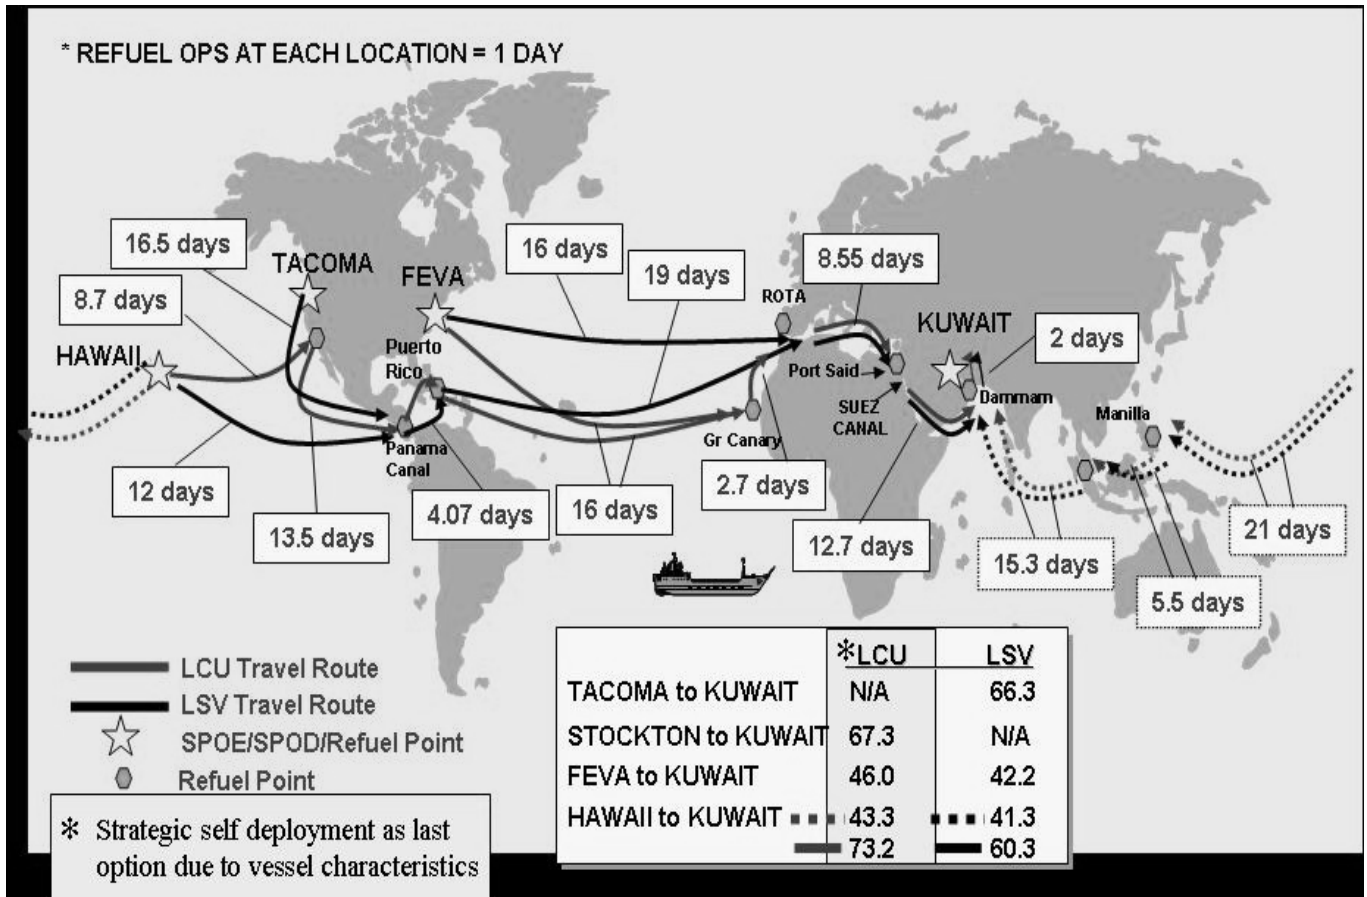 * REFUEL OPS AT EACH LOCATION = 1 DAY
16.5 days
TACOMA
FEVA
16 days
19 days
8.55 days
8.7 days
ROTA
KUWAIT
2 days
HAWAII
Puerto
Rico
Port Said
Dammam
SUEZ
CANAL
Manilla
Panama
Canal
Gr Canary
12 days
13.5 days
4.07 days
16 days
2.7 days
12.7 days
15.3 days
21 days
5.5 days
LCU Travel Route
LSV Travel Route
SPOE/SPOD/Refuel Point
Refuel Point
* Strategic self deployment as last
option due to vessel characteristics
*LCU LSV
TACOMA to KUWAIT N/A 66.3
STOCKTON to KUWAIT 67.3 N/A
FEVA to KUWAIT 46.0 42.2
HAWAII to KUWAIT 43.3 41.3
73.2 60.3